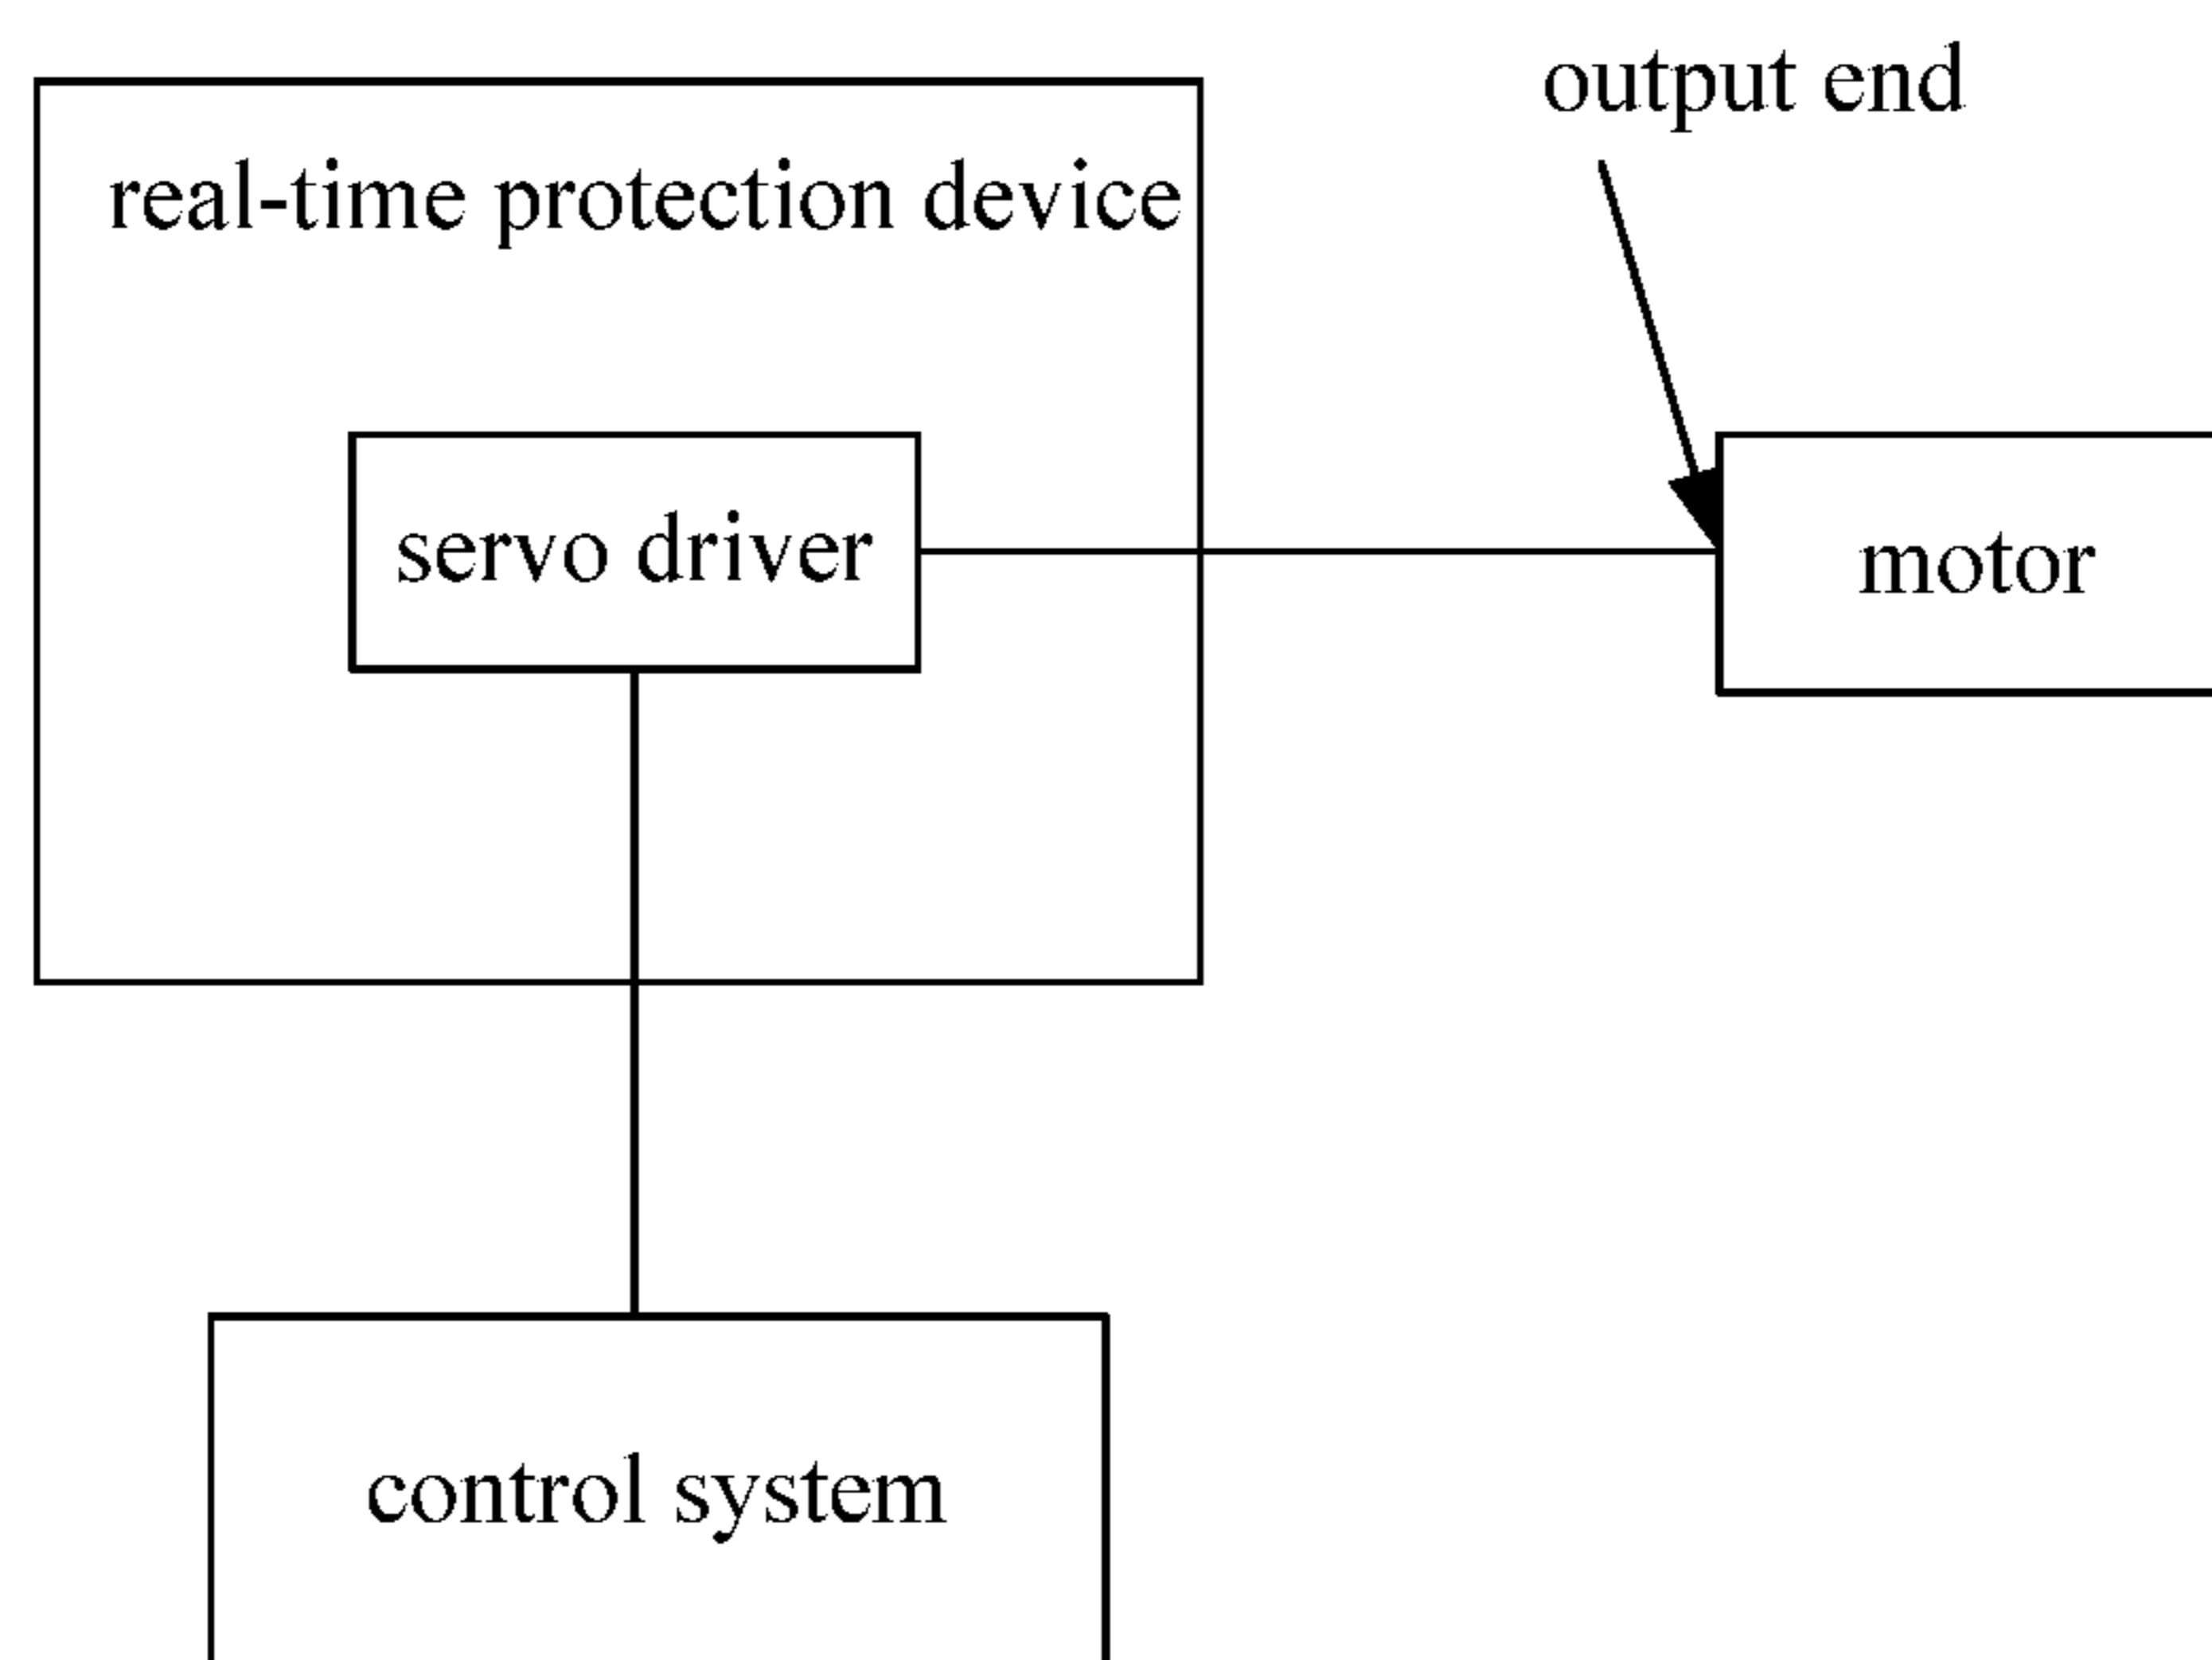 output end
real-time protection device
servo driver
motor
control system